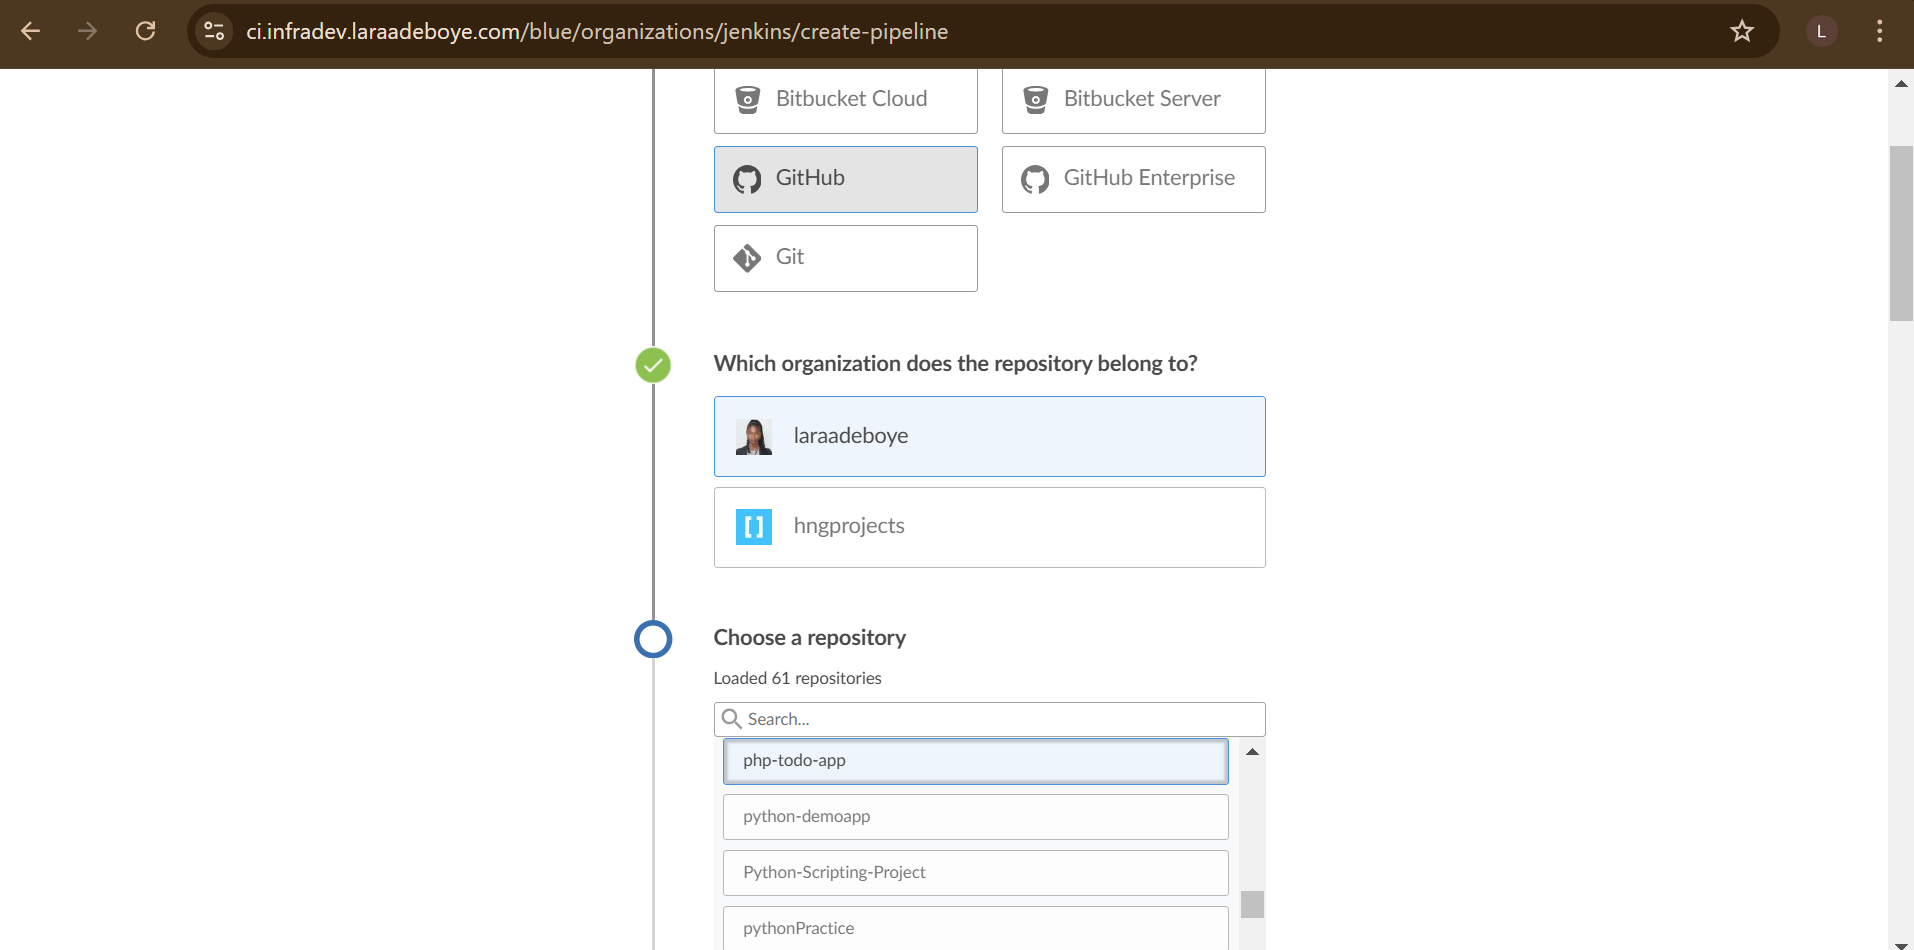 ci.infradev.laraadeboye.com/blue/organizations/jenkins/create-pipeline
L
Bitbucket Cloud
Bitbucket Server
GitHub
GitHub Enterprise
Git
Which organization does the repository belong to?
laraadeboye
hngprojects
Choose a repository
Loaded 61 repositories
Search...
php-todo-app
python-demoapp
Python-Scripting-Project
pythonPractice